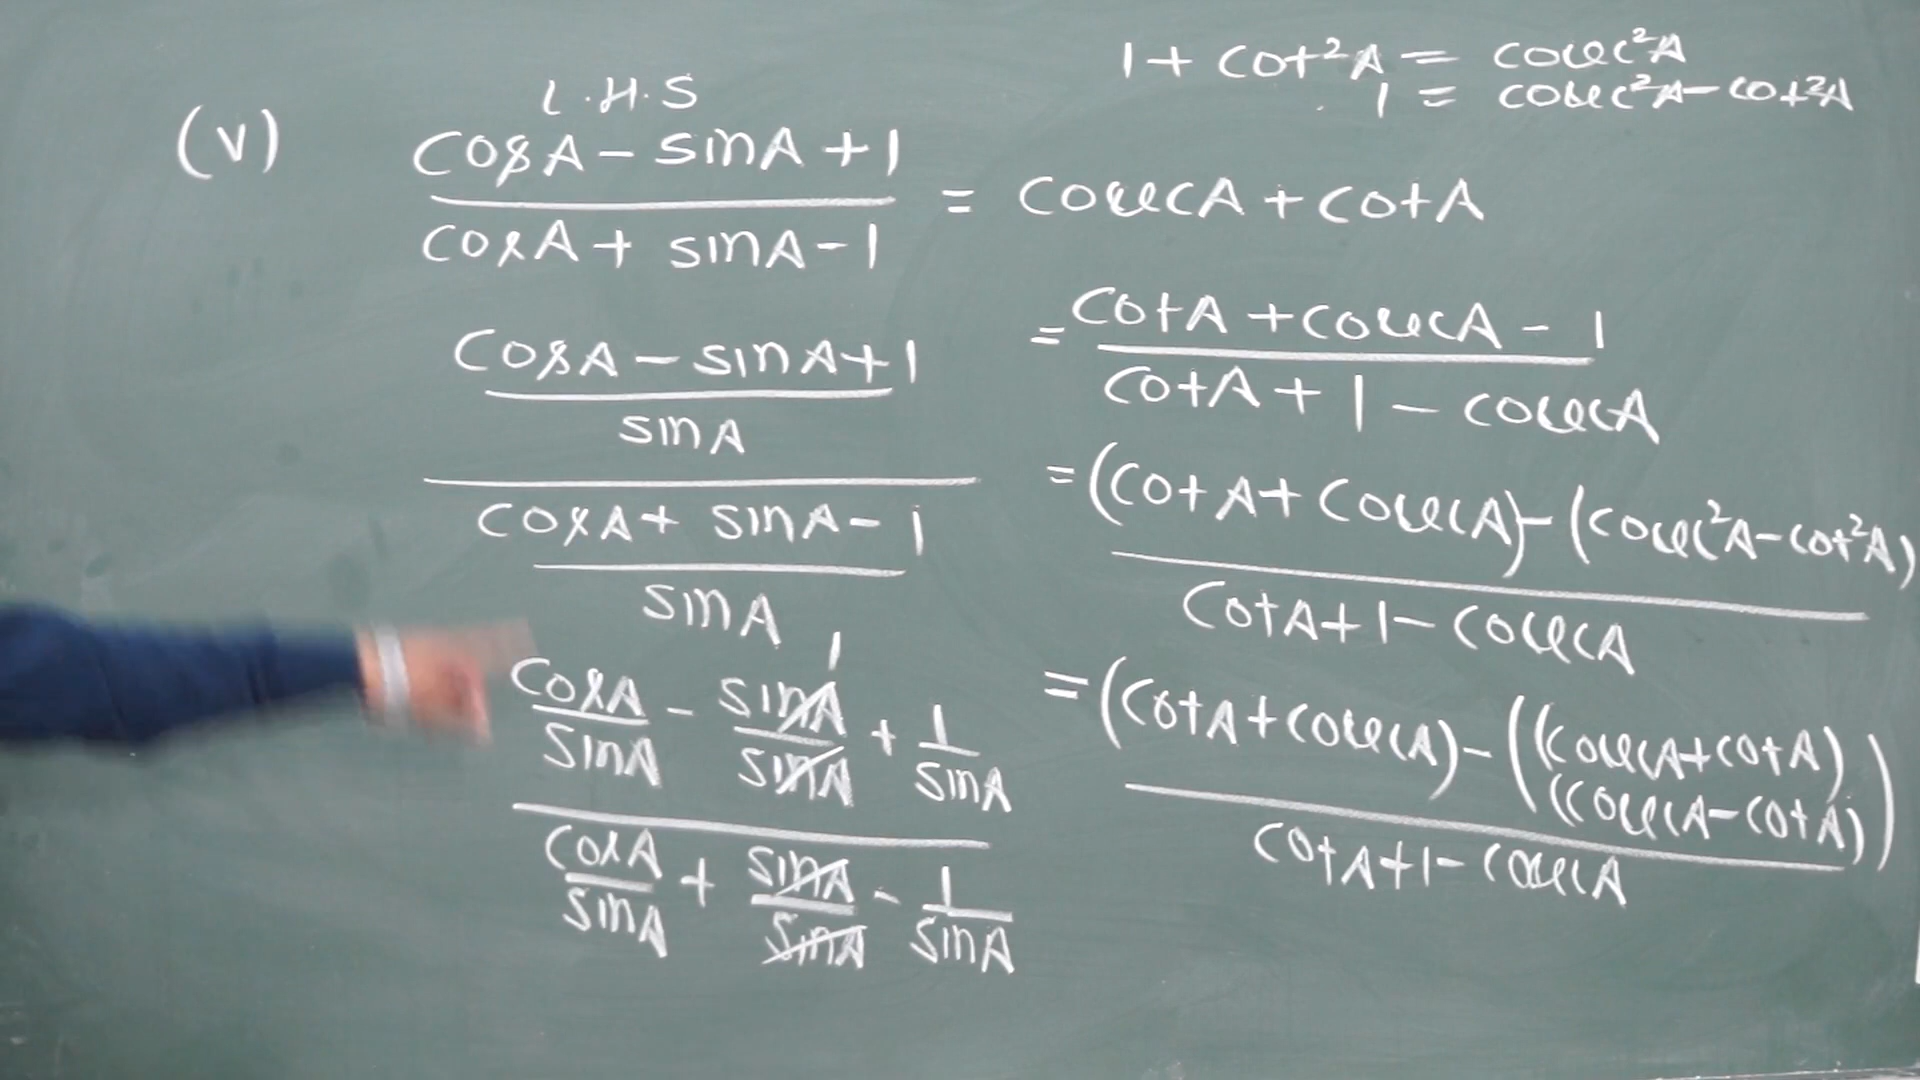 1 + cot²A = cosec²A
1 = cosec²A - cot²A
L.H.S
(v) cosA - sinA + 1 / cosA + sinA - 1 = cosecA + cotA
cosA - sinA + 1
sinA
cosA + sinA - 1
sinA
cosA/sinA - sinA/sinA 1 + 1/sinA
cosA/sinA + sinA/sinA - 1/sinA
= cotA + cosecA - 1
cotA + 1 - cosecA
= (cotA + cosecA) - (cosec²A - cot²A)
cotA + 1 - cosecA
= (cotA + cosecA) - ((cosecA + cotA)
(cosecA - cotA))
cotA + 1 - cosecA